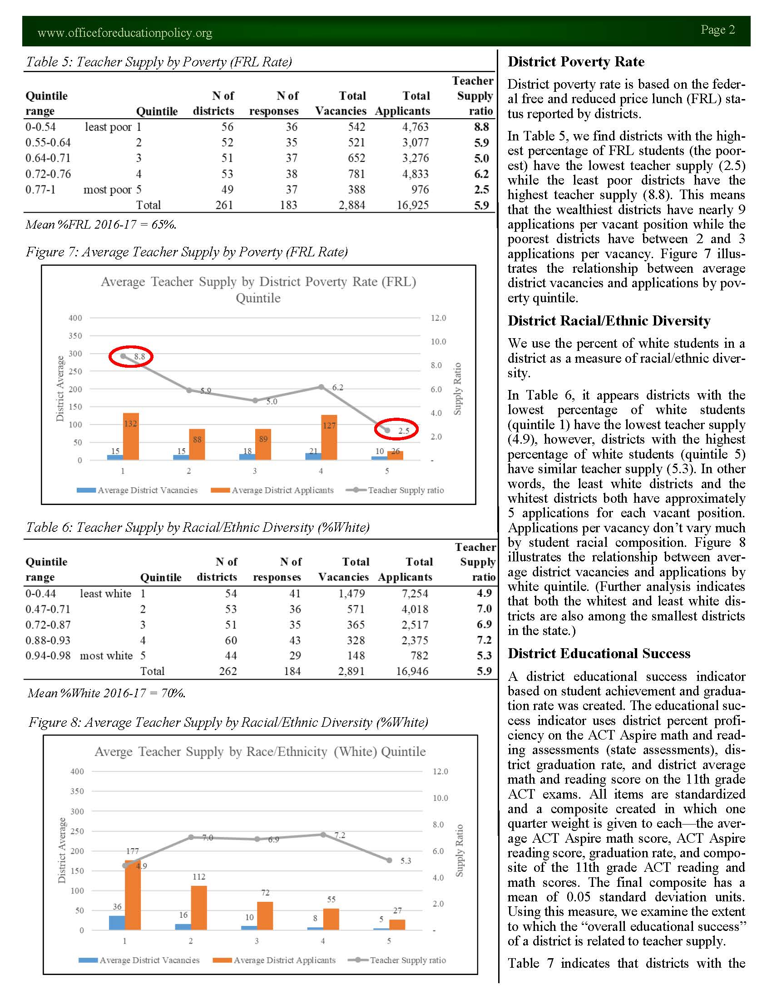 www.officeforeducationpolicy.org
Page 2
Table 5: Teacher Supply by Poverty (FRL Rate)
Quintile range Quintile N of districts N of responses Total Vacancies Total Applicants Teacher Supply ratio
0-0.54 least poor 1 56 36 542 4,763 8.8
0.55-0.64 2 52 35 521 3,077 5.9
0.64-0.71 3 51 37 652 3,276 5.0
0.72-0.76 4 53 38 781 4,833 6.2
0.77-1 most poor 5 49 37 388 976 2.5
Total 261 183 2,884 16,925 5.9
Mean %FRL 2016-17 = 65%.
Figure 7: Average Teacher Supply by Poverty (FRL Rate)
Average Teacher Supply by District Poverty Rate (FRL)
Quintile
400 12.0
350
10.0
300
8.8
250
8.0
200
5.9
6.2
6.0
150
5.0
100
132
88
89
127
4.0
50
2.5
2.0
15
15
18
21
10
26
0
-
1 2 3 4 5
District Average
Supply Ratio
Average District Vacancies Average District Applicants Teacher Supply ratio
Table 6: Teacher Supply by Racial/Ethnic Diversity (%White)
Quintile range Quintile N of districts N of responses Total Vacancies Total Applicants Teacher Supply ratio
0-0.44 least white 1 54 41 1,479 7,254 4.9
0.47-0.71 2 53 36 571 4,018 7.0
0.72-0.87 3 51 35 365 2,517 6.9
0.88-0.93 4 60 43 328 2,375 7.2
0.94-0.98 most white 5 44 29 148 782 5.3
Total 262 184 2,891 16,946 5.9
Mean %White 2016-17 = 70%.
Figure 8: Average Teacher Supply by Racial/Ethnic Diversity (%White)
Averge Teacher Supply by Race/Ethnicity (White) Quintile
400 12.0
350
10.0
300
250
8.0
7.0
6.9
7.2
200
6.0
177
4.9
5.3
150
4.0
112
100
72
55
2.0
50
36
16
10
8
5
27
0
-
1 2 3 4 5
District Average
Supply Ratio
Average District Vacancies Average District Applicants Teacher Supply ratio
District Poverty Rate
District poverty rate is based on the feder-
al free and reduced price lunch (FRL) sta-
tus reported by districts.
In Table 5, we find districts with the high-
est percentage of FRL students (the poor-
est) have the lowest teacher supply (2.5)
while the least poor districts have the
highest teacher supply (8.8). This means
that the wealthiest districts have nearly 9
applications per vacant position while the
poorest districts have between 2 and 3
applications per vacancy. Figure 7 illus-
trates the relationship between average
district vacancies and applications by pov-
erty quintile.
District Racial/Ethnic Diversity
We use the percent of white students in a
district as a measure of racial/ethnic diver-
sity.
In Table 6, it appears districts with the
lowest percentage of white students
(quintile 1) have the lowest teacher supply
(4.9), however, districts with the highest
percentage of white students (quintile 5)
have similar teacher supply (5.3). In other
words, the least white districts and the
whitest districts both have approximately
5 applications for each vacant position.
Applications per vacancy don't vary much
by student racial composition. Figure 8
illustrates the relationship between aver-
age district vacancies and applications by
white quintile. (Further analysis indicates
that both the whitest and least white dis-
tricts are also among the smallest districts
in the state.)
District Educational Success
A district educational success indicator
based on student achievement and gradua-
tion rate was created. The educational suc-
cess indicator uses district percent profi-
ciency on the ACT Aspire math and read-
ing assessments (state assessments), dis-
trict graduation rate, and district average
math and reading score on the 11th grade
ACT exams. All items are standardized
and a composite created in which one
quarter weight is given to each—the aver-
age ACT Aspire math score, ACT Aspire
reading score, graduation rate, and compo-
site of the 11th grade ACT reading and
math scores. The final composite has a
mean of 0.05 standard deviation units.
Using this measure, we examine the extent
to which the “overall educational success”
of a district is related to teacher supply.
Table 7 indicates that districts with the